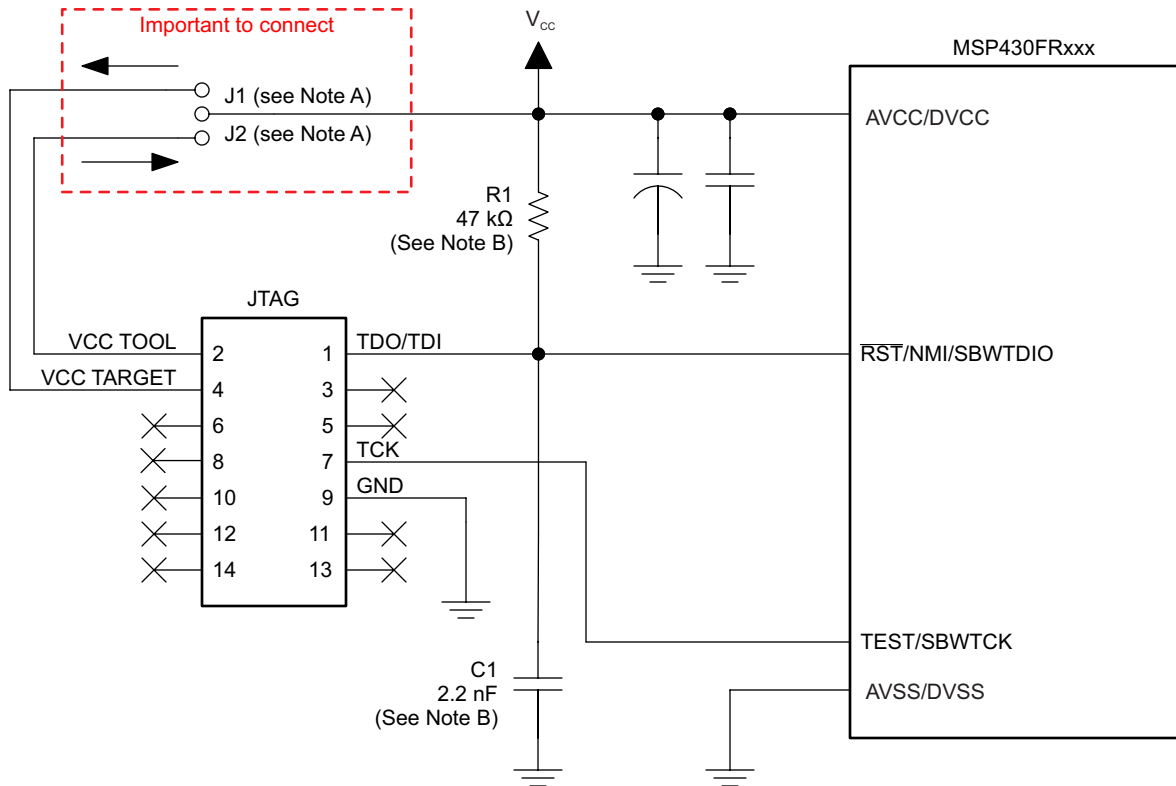 Important to connect
VCC
MSP430FRxxx
J1 (see Note A)
J2 (see Note A)
AVCC/DVCC
R1
47 kΩ
(See Note B)
JTAG
VCC TOOL
2
1
TDO/TDI
RST/NMI/SBWTDIO
VCC TARGET
4
3
6
5
8
7
TCK
10
9
GND
12
11
14
13
TEST/SBWTCK
C1
2.2 nF
(See Note B)
AVSS/DVSS